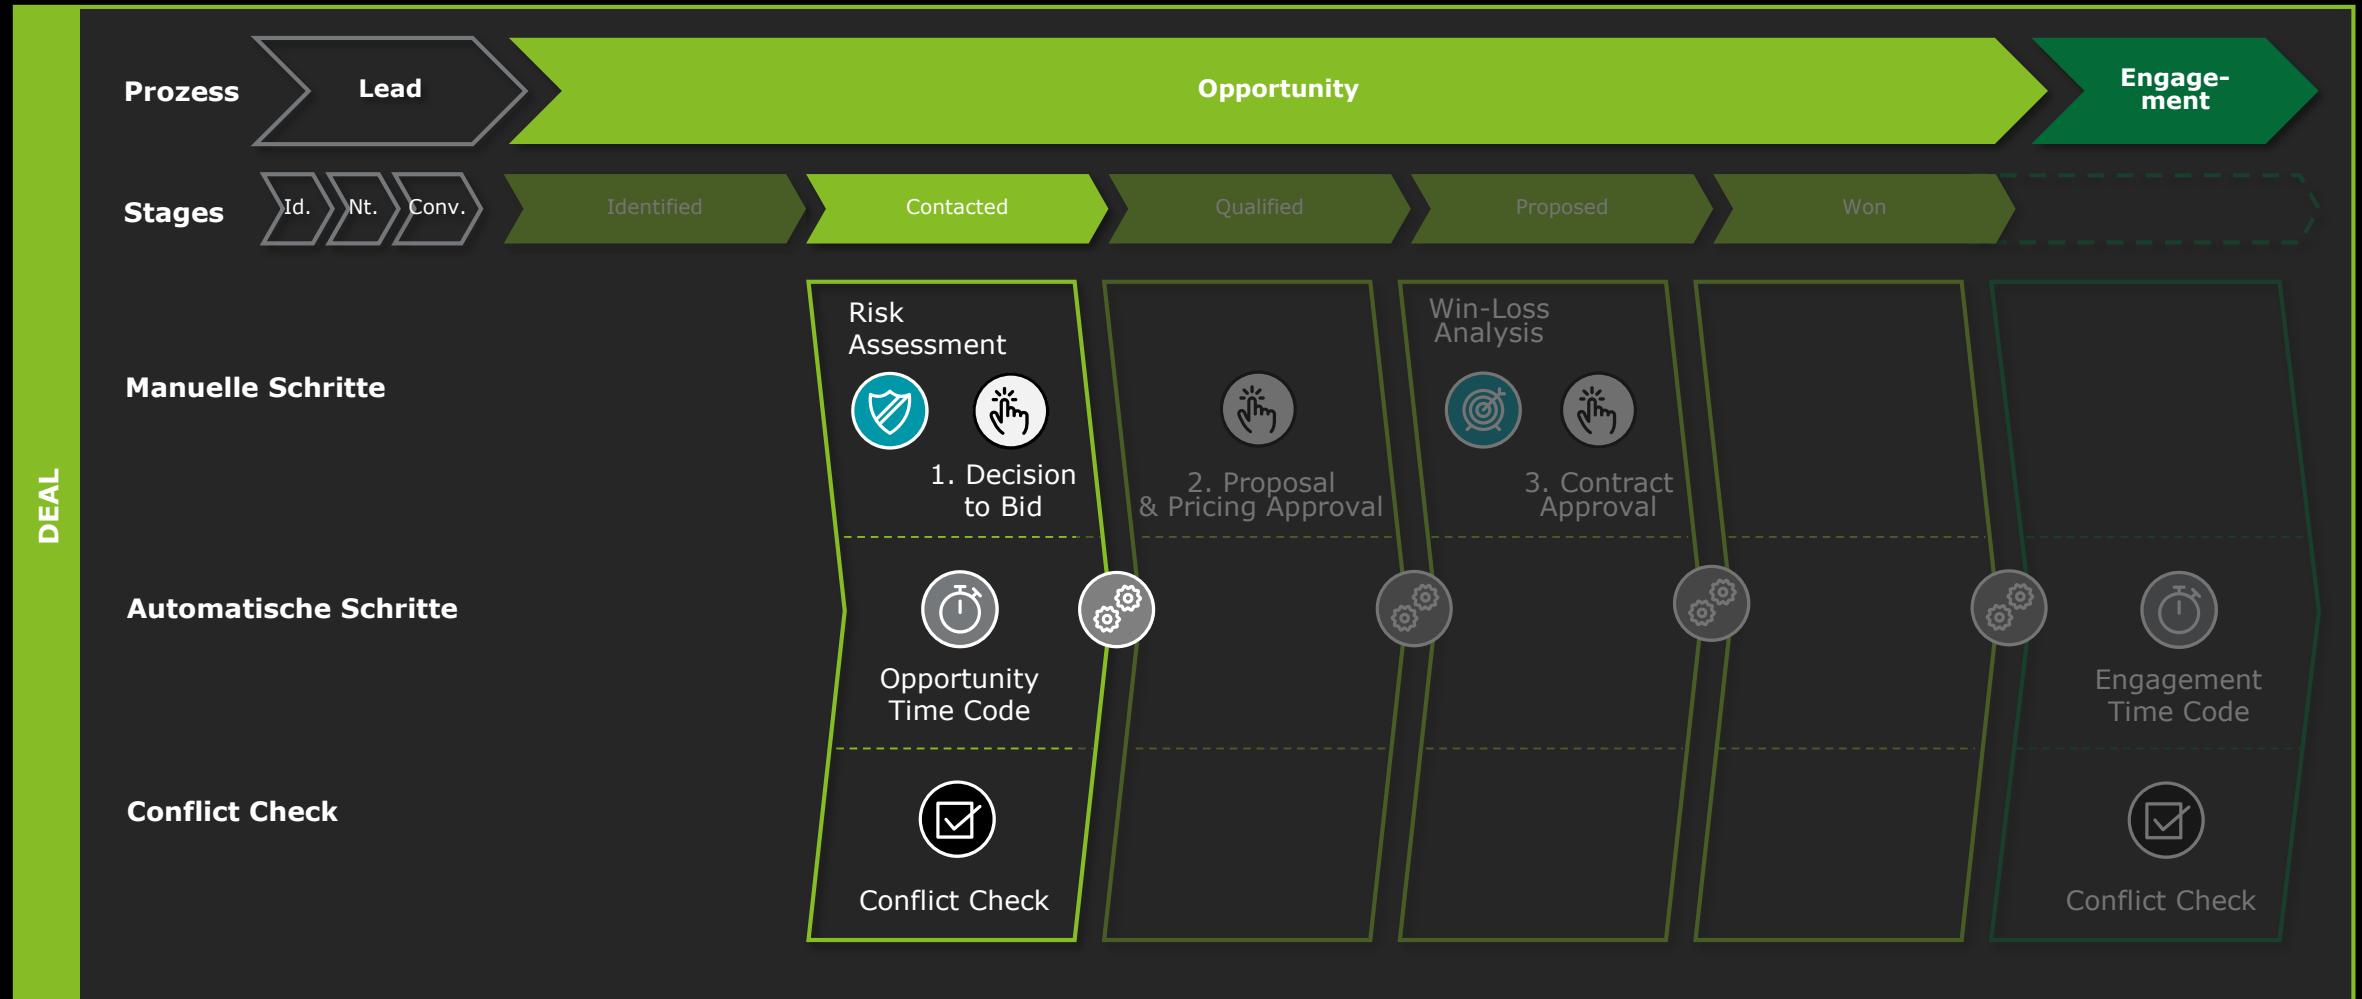 DEAL
Prozess
Lead
Opportunity
Engage-
ment
Stages
Id.
Nt.
Conv.
Identified
Contacted
Qualified
Proposed
Won
Manuelle Schritte
Risk
Assessment
1. Decision
to Bid
2. Proposal
& Pricing Approval
Win-Loss
Analysis
3. Contract
Approval
Automatische Schritte
Opportunity
Time Code
Engagement
Time Code
Conflict Check
Conflict Check
Conflict Check